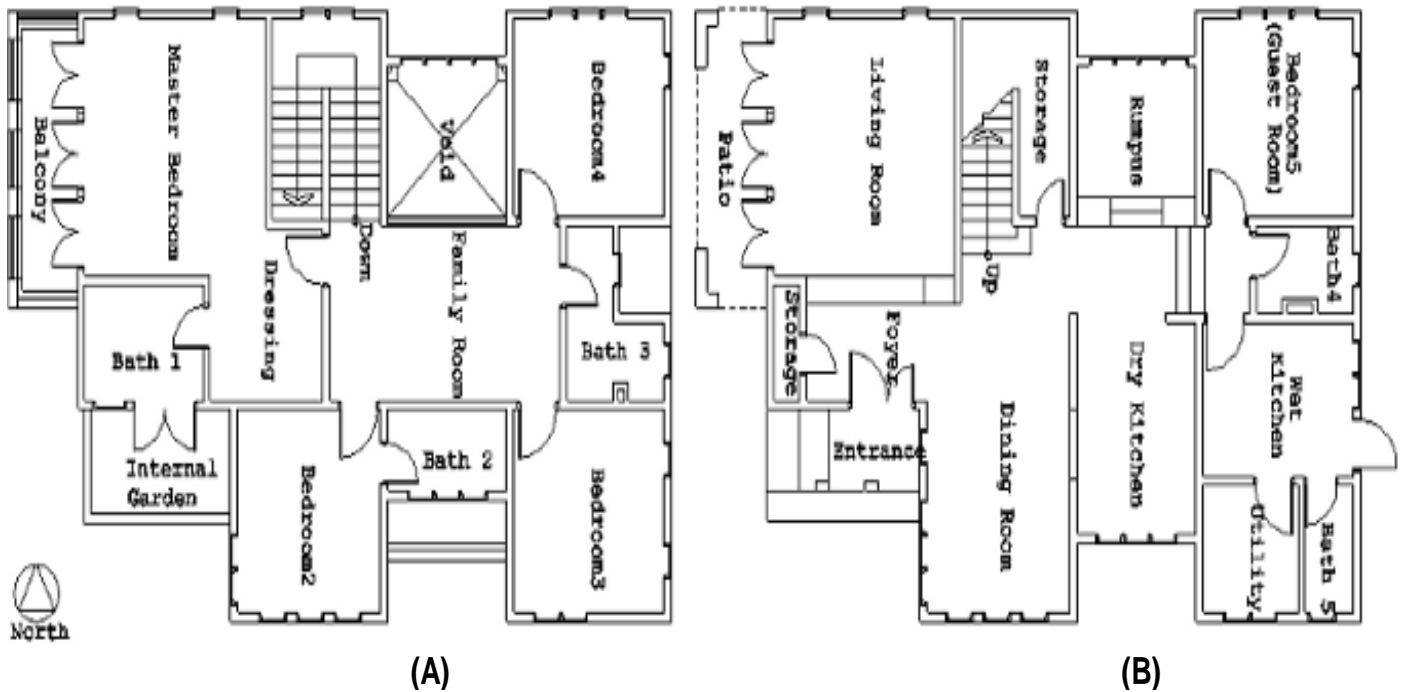 Master Bedroom
Balcony
Void
Bedroom4
Down
Family Room
Dressing
Bath 1
Bath 3
Internal
Garden
Bedroom2
Bath 2
Bedroom3
North
(A)
Living Room
Patio
Storage
Rumpus
Bedroom5
(Guest Room)
Up
Bath4
Storage
Foyer
Entrance
Dining Room
Dry Kitchen
Wet
Kitchen
Utility
Bath 5
(B)